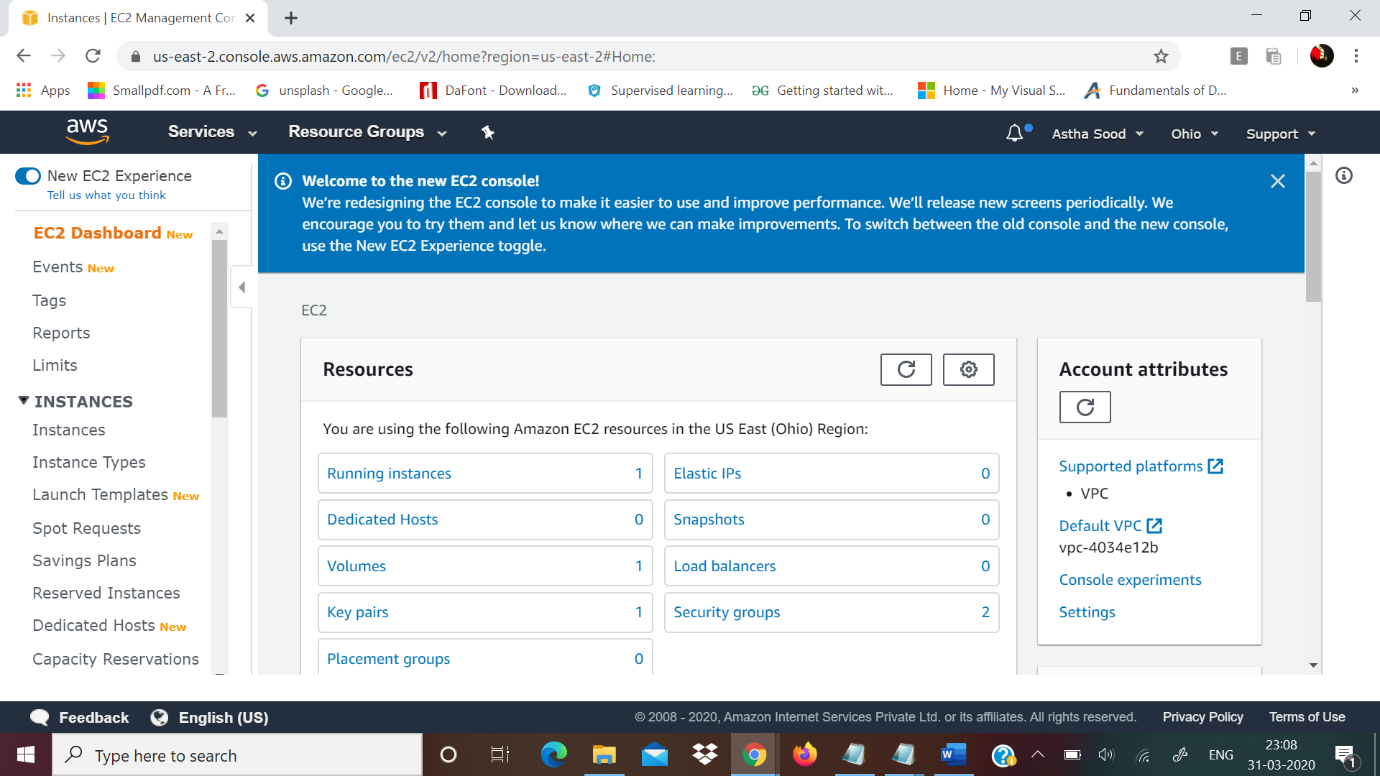 Instances | EC2 Management Con
us-east-2.console.aws.amazon.com/ec2/v2/home?region=us-east-2#Home:
E
Apps
Smallpdf.com - A Fr...
unsplash - Google...
DaFont - Download...
Supervised learning...
Getting started wit...
Home - My Visual S...
Fundamentals of D...
»
aws
Services
Resource Groups
Astha Sood
Ohio
Support
New EC2 Experience
Tell us what you think
EC2 Dashboard New
Events New
Tags
Reports
Limits
INSTANCES
Instances
Instance Types
Launch Templates New
Spot Requests
Savings Plans
Reserved Instances
Dedicated Hosts New
Capacity Reservations
Welcome to the new EC2 console!
We're redesigning the EC2 console to make it easier to use and improve performance. We'll release new screens periodically. We
encourage you to try them and let us know where we can make improvements. To switch between the old console and the new console,
use the New EC2 Experience toggle.
EC2
Resources
You are using the following Amazon EC2 resources in the US East (Ohio) Region:
Running instances 1
Elastic IPs 0
Dedicated Hosts 0
Snapshots 0
Volumes 1
Load balancers 0
Key pairs 1
Security groups 2
Placement groups 0
Account attributes
Supported platforms
• VPC
Default VPC
vpc-4034e12b
Console experiments
Settings
Feedback
English (US)
© 2008 - 2020, Amazon Internet Services Private Ltd. or its affiliates. All rights reserved.
Privacy Policy
Terms of Use
Type here to search
ENG
23:08
31-03-2020
1